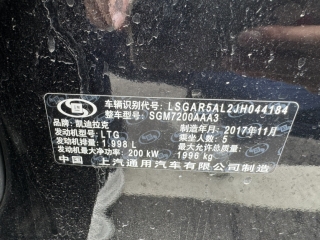 车辆识别代号: LSGAR5AL2JH044184
整车型号: SGM7200AAA3
品牌: 凯迪拉克 制造年月: 2017年11月
发动机型号: LTG 乘坐人数: 5
发动机排量: 1.998 L 最大允许总质量:
发动机最大净功率: 200 kW 1996 kg
中国 上汽通用汽车有限公司制造